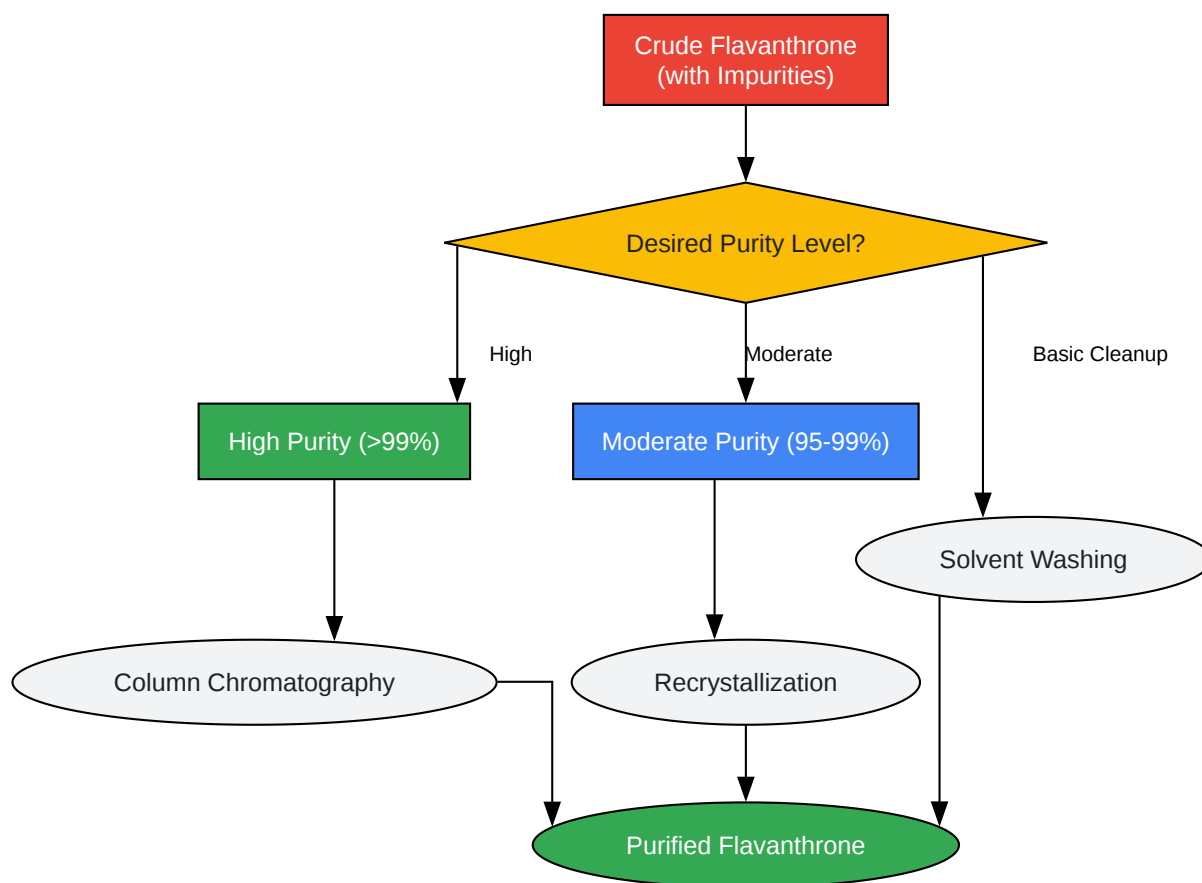 Crude Flavanthrone
(with Impurities)
Desired Purity Level?
High
Moderate
Basic Cleanup
High Purity (>99%)
Moderate Purity (95-99%)
Solvent Washing
Column Chromatography
Recrystallization
Purified Flavanthrone